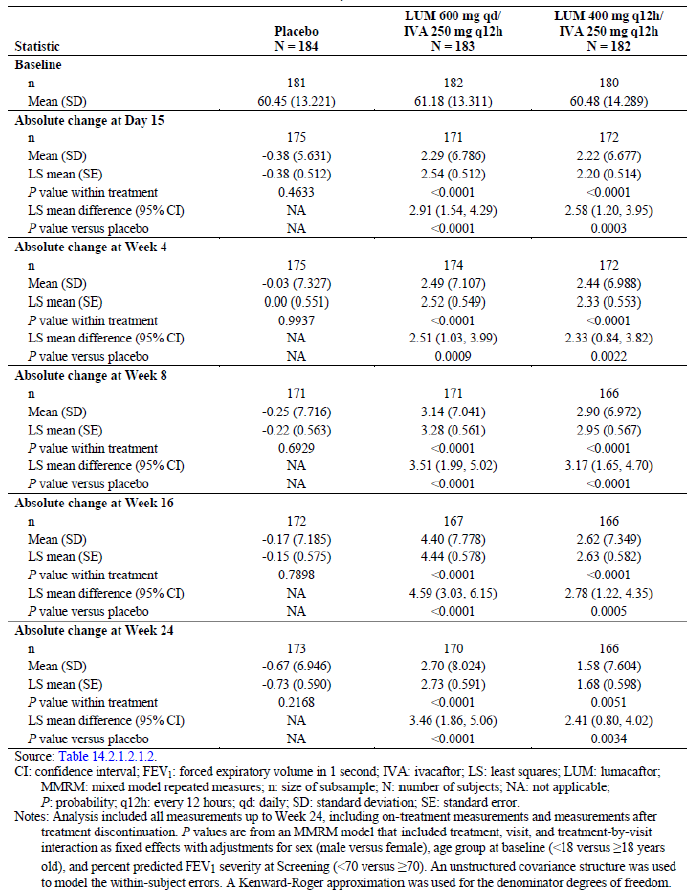 Statistic Placebo N = 184 LUM 600 mg qd/ IVA 250 mg q12h N = 183 LUM 400 mg q12h/ IVA 250 mg q12h N = 182
Baseline
n 181 182 180
Mean (SD) 60.45 (13.221) 61.18 (13.311) 60.48 (14.289)
Absolute change at Day 15
n 175 171 172
Mean (SD) -0.38 (5.631) 2.29 (6.786) 2.22 (6.677)
LS mean (SE) -0.38 (0.512) 2.54 (0.512) 2.20 (0.514)
P value within treatment 0.4633 <0.0001 <0.0001
LS mean difference (95% CI) NA 2.91 (1.54, 4.29) 2.58 (1.20, 3.95)
P value versus placebo NA <0.0001 0.0003
Absolute change at Week 4
n 175 174 172
Mean (SD) -0.03 (7.327) 2.49 (7.107) 2.44 (6.988)
LS mean (SE) 0.00 (0.551) 2.52 (0.549) 2.33 (0.553)
P value within treatment 0.9937 <0.0001 <0.0001
LS mean difference (95% CI) NA 2.51 (1.03, 3.99) 2.33 (0.84, 3.82)
P value versus placebo NA 0.0009 0.0022
Absolute change at Week 8
n 171 171 166
Mean (SD) -0.25 (7.716) 3.14 (7.041) 2.90 (6.972)
LS mean (SE) -0.22 (0.563) 3.28 (0.561) 2.95 (0.567)
P value within treatment 0.6929 <0.0001 <0.0001
LS mean difference (95% CI) NA 3.51 (1.99, 5.02) 3.17 (1.65, 4.70)
P value versus placebo NA <0.0001 <0.0001
Absolute change at Week 16
n 172 167 166
Mean (SD) -0.17 (7.185) 4.40 (7.778) 2.62 (7.349)
LS mean (SE) -0.15 (0.575) 4.44 (0.578) 2.63 (0.582)
P value within treatment 0.7898 <0.0001 <0.0001
LS mean difference (95% CI) NA 4.59 (3.03, 6.15) 2.78 (1.22, 4.35)
P value versus placebo NA <0.0001 0.0005
Absolute change at Week 24
n 173 170 166
Mean (SD) -0.67 (6.946) 2.70 (8.024) 1.58 (7.604)
LS mean (SE) -0.73 (0.590) 2.73 (0.591) 1.68 (0.598)
P value within treatment 0.2168 <0.0001 0.0051
LS mean difference (95% CI) NA 3.46 (1.86, 5.06) 2.41 (0.80, 4.02)
P value versus placebo NA <0.0001 0.0034
Source: Table 14.2.1.2.1.2.
CI: confidence interval; FEV1: forced expiratory volume in 1 second; IVA: ivacaftor; LS: least squares; LUM: lumacaftor;
MMRM: mixed model repeated measures; n: size of subsample; N: number of subjects; NA: not applicable;
P: probability; q12h: every 12 hours; qd: daily; SD: standard deviation; SE: standard error.
Notes: Analysis included all measurements up to Week 24, including on-treatment measurements and measurements after
treatment discontinuation. P values are from an MMRM model that included treatment, visit, and treatment-by-visit
interaction as fixed effects with adjustments for sex (male versus female), age group at baseline (<18 versus ≥18 years
old), and percent predicted FEV1 severity at Screening (<70 versus ≥70). An unstructured covariance structure was used
to model the within-subject errors. A Kenward-Roger approximation was used for the denominator degrees of freedom.